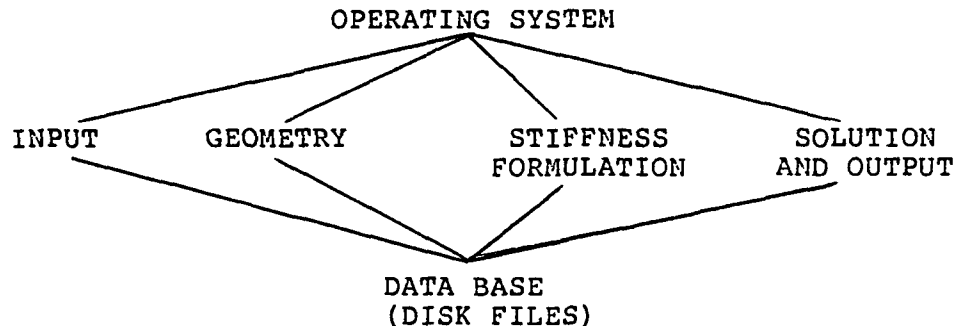 OPERATING SYSTEM
INPUT
GEOMETRY
STIFFNESS
FORMULATION
SOLUTION
AND OUTPUT
DATA BASE
(DISK FILES)